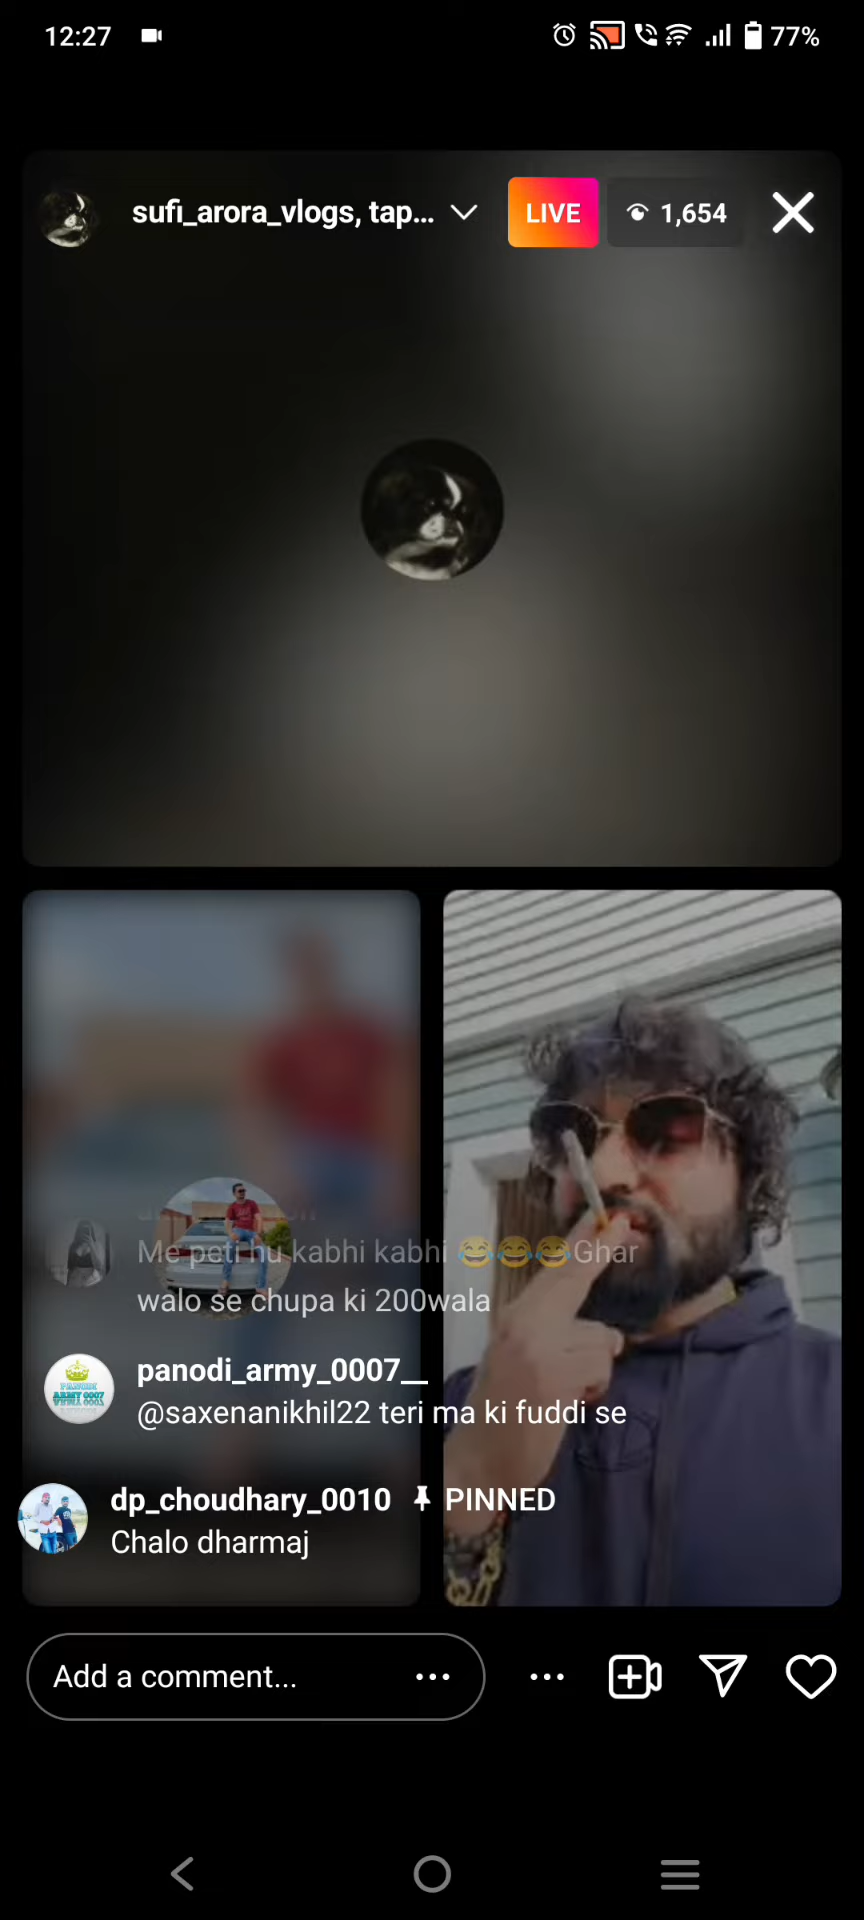 12:27
77%
sufi_arora_vlogs, tap...
LIVE
1,654
Me peti hu kabhi kabhi 😂😂😂Ghar
walo se chupa ki 200wala
panodi_army_0007__
@saxenanikhil22 teri ma ki fuddi se
dp_choudhary_0010 PINNED
Chalo dharmaj
Add a comment...